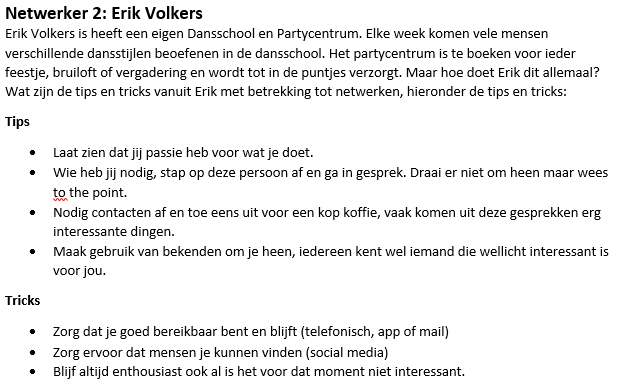 Netwerker 2: Erik Volkers
Erik Volkers is heeft een eigen Dansschool en Partycentrum. Elke week komen vele mensen
verschillende dansstijlen beoefenen in de dansschool. Het partycentrum is te boeken voor ieder
feestje, bruiloft of vergadering en wordt tot in de puntjes verzorgt. Maar hoe doet Erik dit allemaal?
Wat zijn de tips en tricks vanuit Erik met betrekking tot netwerken, hieronder de tips en tricks:
Tips
• Laat zien dat jij passie heb voor wat je doet.
• Wie heb jij nodig, stap op deze persoon af en ga in gesprek. Draai er niet om heen maar wees
to the point.
• Nodig contacten af en toe eens uit voor een kop koffie, vaak komen uit deze gesprekken erg
interessante dingen.
• Maak gebruik van bekenden om je heen, iedereen kent wel iemand die wellicht interessant is
voor jou.
Tricks
• Zorg dat je goed bereikbaar bent en blijft (telefonisch, app of mail)
• Zorg ervoor dat mensen je kunnen vinden (social media)
• Blijf altijd enthousiast ook al is het voor dat moment niet interessant.